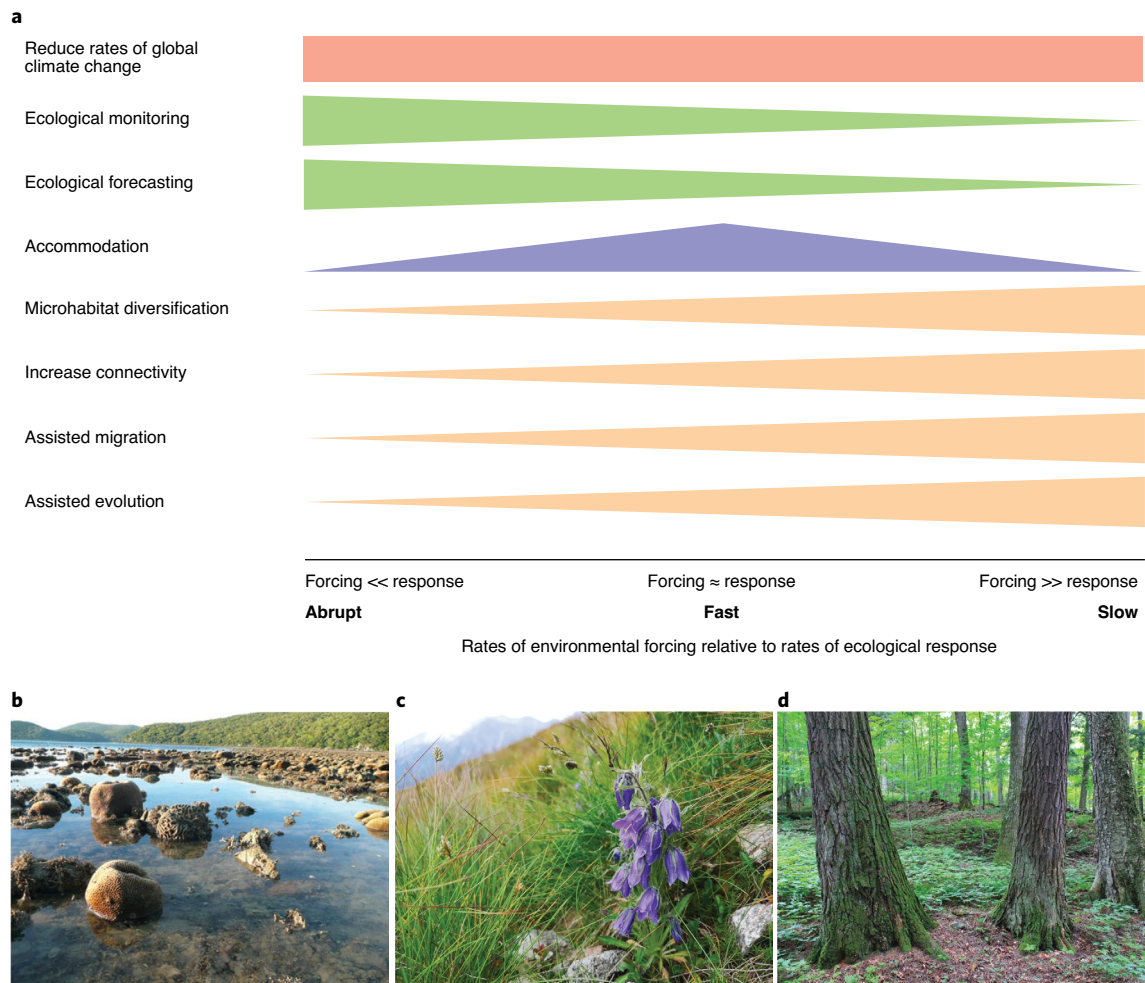 a
Reduce rates of global
climate change
Ecological monitoring
Ecological forecasting
Accommodation
Microhabitat diversification
Increase connectivity
Assisted migration
Assisted evolution
Forcing << response Forcing ≈ response Forcing >> response
Abrupt Fast Slow
Rates of environmental forcing relative to rates of ecological response
b c d